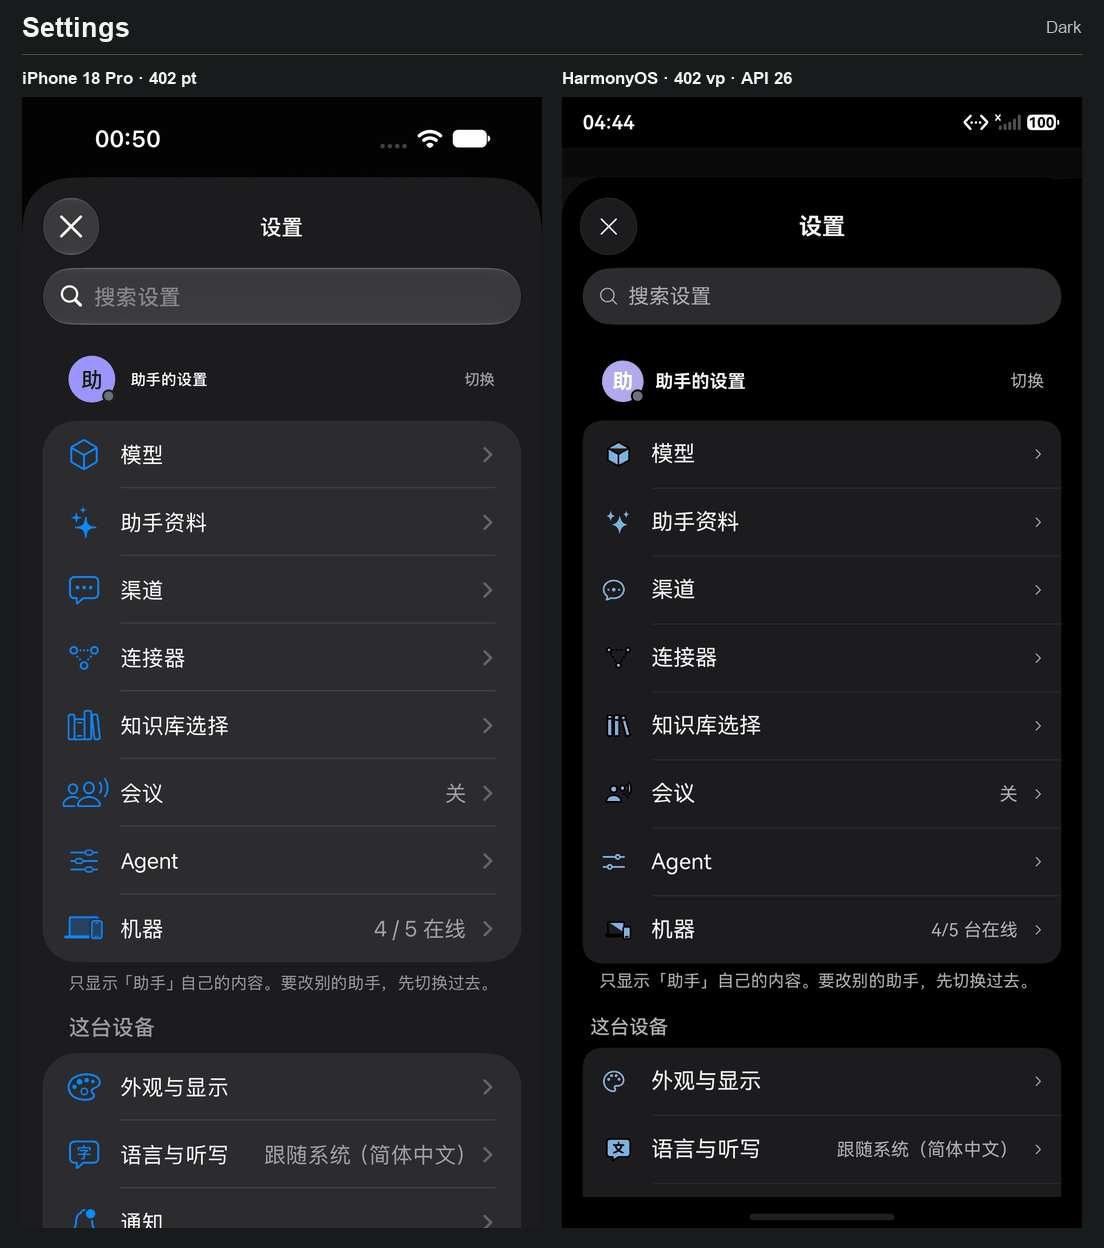 Settings
Dark
iPhone 18 Pro · 402 pt
00:50
设置
搜索设置
助
助手的设置
切换
模型
助手资料
渠道
连接器
知识库选择
会议
关
Agent
机器
4 / 5 在线
只显示「助手」自己的内容。要改别的助手，先切换过去。
这台设备
外观与显示
字
语言与听写
跟随系统（简体中文）
通知
HarmonyOS · 402 vp · API 26
04:44
100
设置
搜索设置
助
助手的设置
切换
模型
助手资料
渠道
连接器
知识库选择
会议
关
Agent
机器
4/5 台在线
只显示「助手」自己的内容。要改别的助手，先切换过去。
这台设备
外观与显示
文
语言与听写
跟随系统（简体中文）